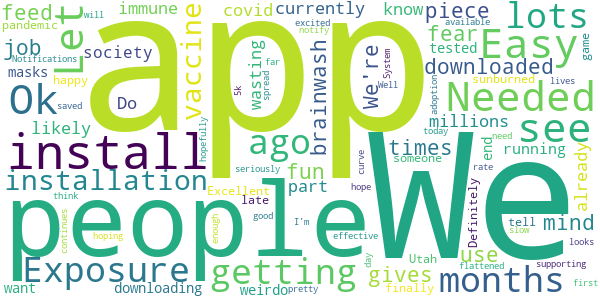 feed
immune
covid
currently
know
piece
lots
pandemic
will
Let
app
excited
notify
available
game
job
society
vaccine
wasting
5k
spread
far
System
Well
brainwash
We're
fear
tested
Easy
Notifications
masks
happy
Do
downloaded
sunburned
lives
Ok
saved
ago
Needed
adoption
today
need
likely
hopefully
millions
see
install
fun
times
someone
end
running
already
seriously
curve
installation
Excellent
part
people
We
Definitely
mind
think
late
hope
rate
use
tell
slow
continues
hoping
good
enough
I'm
effective
day
Utah
looks
Exposure
getting
gives
finally
flattened
supporting
want
downloading
weirdo
pretty
months
first